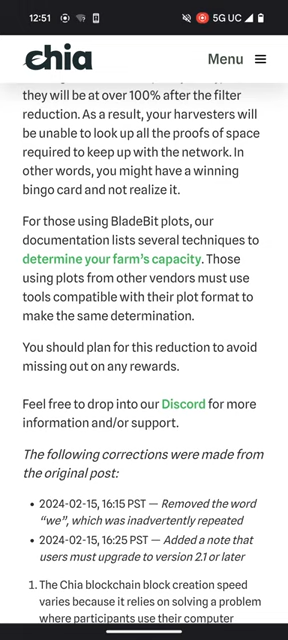 12:51
5G UC
chia
Menu
they will be at over 100% after the filter
reduction. As a result, your harvesters will
be unable to look up all the proofs of space
required to keep up with the network. In
other words, you might have a winning
bingo card and not realize it.
For those using BladeBit plots, our
documentation lists several techniques to
determine your farm’s capacity. Those
using plots from other vendors must use
tools compatible with their plot format to
make the same determination.
You should plan for this reduction to avoid
missing out on any rewards.
Feel free to drop into our Discord for more
information and/or support.
The following corrections were made from
the original post:
• 2024-02-15, 16:15 PST — Removed the word
“we”, which was inadvertently repeated
• 2024-02-15, 16:25 PST — Added a note that
users must upgrade to version 2.1 or later
1. The Chia blockchain block creation speed
varies because it relies on solving a problem
where participants use their computer